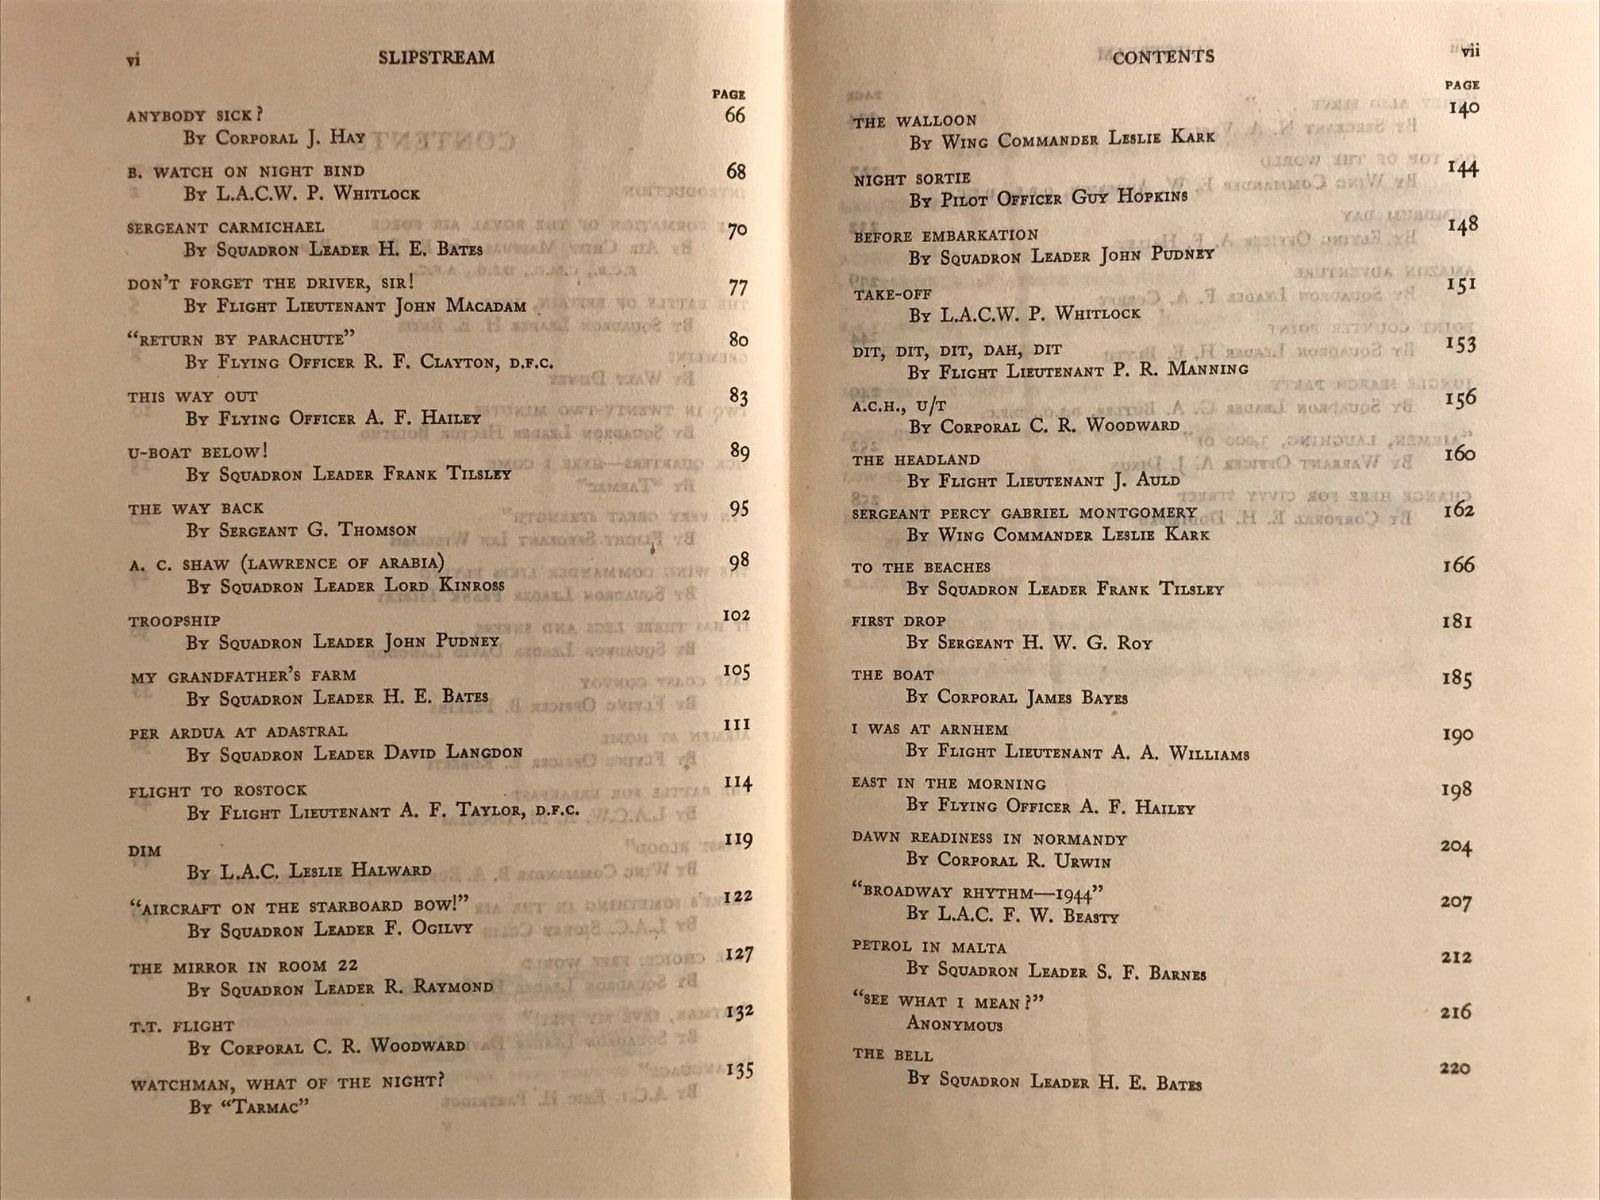 vi SLIPSTREAM
PAGE
ANYBODY SICK? 66
By Corporal J. Hay
B. WATCH ON NIGHT BIND 68
By L.A.C.W. P. Whitlock
SERGEANT CARMICHAEL 70
By Squadron Leader H. E. Bates
DON'T FORGET THE DRIVER, SIR! 77
By Flight Lieutenant John Macadam
"RETURN BY PARACHUTE" 80
By Flying Officer R. F. Clayton, D.F.C.
THIS WAY OUT 83
By Flying Officer A. F. Hailey
U-BOAT BELOW! 89
By Squadron Leader Frank Tilsley
THE WAY BACK 95
By Sergeant G. Thomson
A. C. SHAW (LAWRENCE OF ARABIA) 98
By Squadron Leader Lord Kinross
TROOPSHIP 102
By Squadron Leader John Pudney
MY GRANDFATHER'S FARM 105
By Squadron Leader H. E. Bates
PER ARDUA AT ADASTRAL 111
By Squadron Leader David Langdon
FLIGHT TO ROSTOCK 114
By Flight Lieutenant A. F. Taylor, D.F.C.
DIM 119
By L.A.C. Leslie Halward
"AIRCRAFT ON THE STARBOARD BOW!" 122
By Squadron Leader F. Ogilvy
THE MIRROR IN ROOM 22 127
By Squadron Leader R. Raymond
T.T. FLIGHT 132
By Corporal C. R. Woodward
WATCHMAN, WHAT OF THE NIGHT? 135
By "Tarmac"
CONTENTS vii
PAGE
THE WALLOON 140
By Wing Commander Leslie Kark
NIGHT SORTIE 144
By Pilot Officer Guy Hopkins
BEFORE EMBARKATION 148
By Squadron Leader John Pudney
TAKE-OFF 151
By L.A.C.W. P. Whitlock
DIT, DIT, DIT, DAH, DIT 153
By Flight Lieutenant P. R. Manning
A.C.H., U/T 156
By Corporal C. R. Woodward
THE HEADLAND 160
By Flight Lieutenant J. Auld
SERGEANT PERCY GABRIEL MONTGOMERY 162
By Wing Commander Leslie Kark
TO THE BEACHES 166
By Squadron Leader Frank Tilsley
FIRST DROP 181
By Sergeant H. W. G. Roy
THE BOAT 185
By Corporal James Bayes
I WAS AT ARNHEM 190
By Flight Lieutenant A. A. Williams
EAST IN THE MORNING 198
By Flying Officer A. F. Hailey
DAWN READINESS IN NORMANDY 204
By Corporal R. Urwin
"BROADWAY RHYTHM—1944" 207
By L.A.C. F. W. Beasty
PETROL IN MALTA 212
By Squadron Leader S. F. Barnes
"SEE WHAT I MEAN?" 216
Anonymous
THE BELL 220
By Squadron Leader H. E. Bates